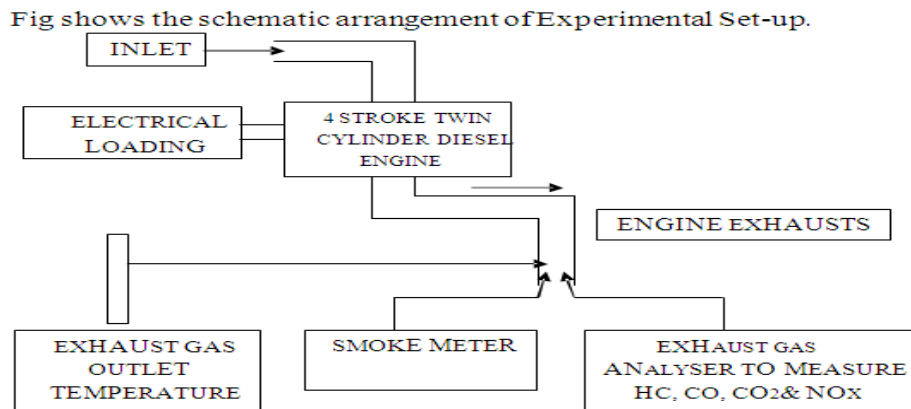 Fig shows the schematic arrangement of Experimental Set-up.
INLET
ELECTRICAL
LOADING
4 STROKE TWIN
CYLINDER DIESEL
ENGINE
ENGINE EXHAUSTS
EXHAUST GAS
OUTLET
TEMPERATURE
SMOKE METER
EXHAUST GAS
ANALYSER TO MEASURE
HC, CO, CO2& NOx